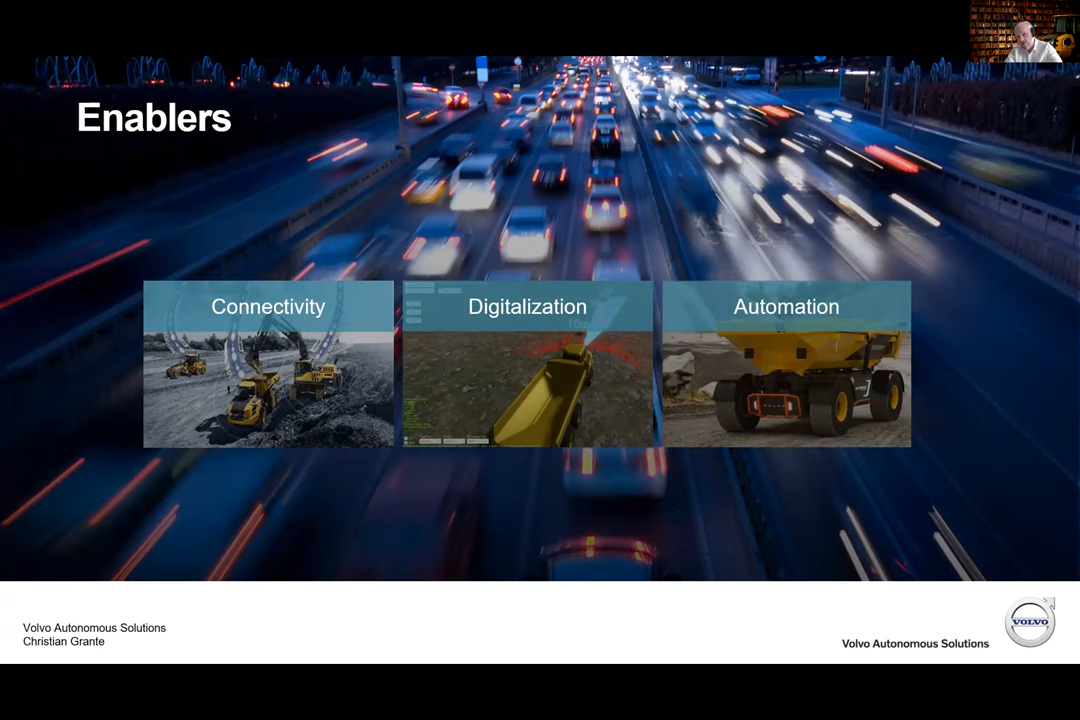 Enablers
Connectivity
Digitalization
Automation
Volvo Autonomous Solutions
Christian Grante
Volvo Autonomous Solutions
VOLVO